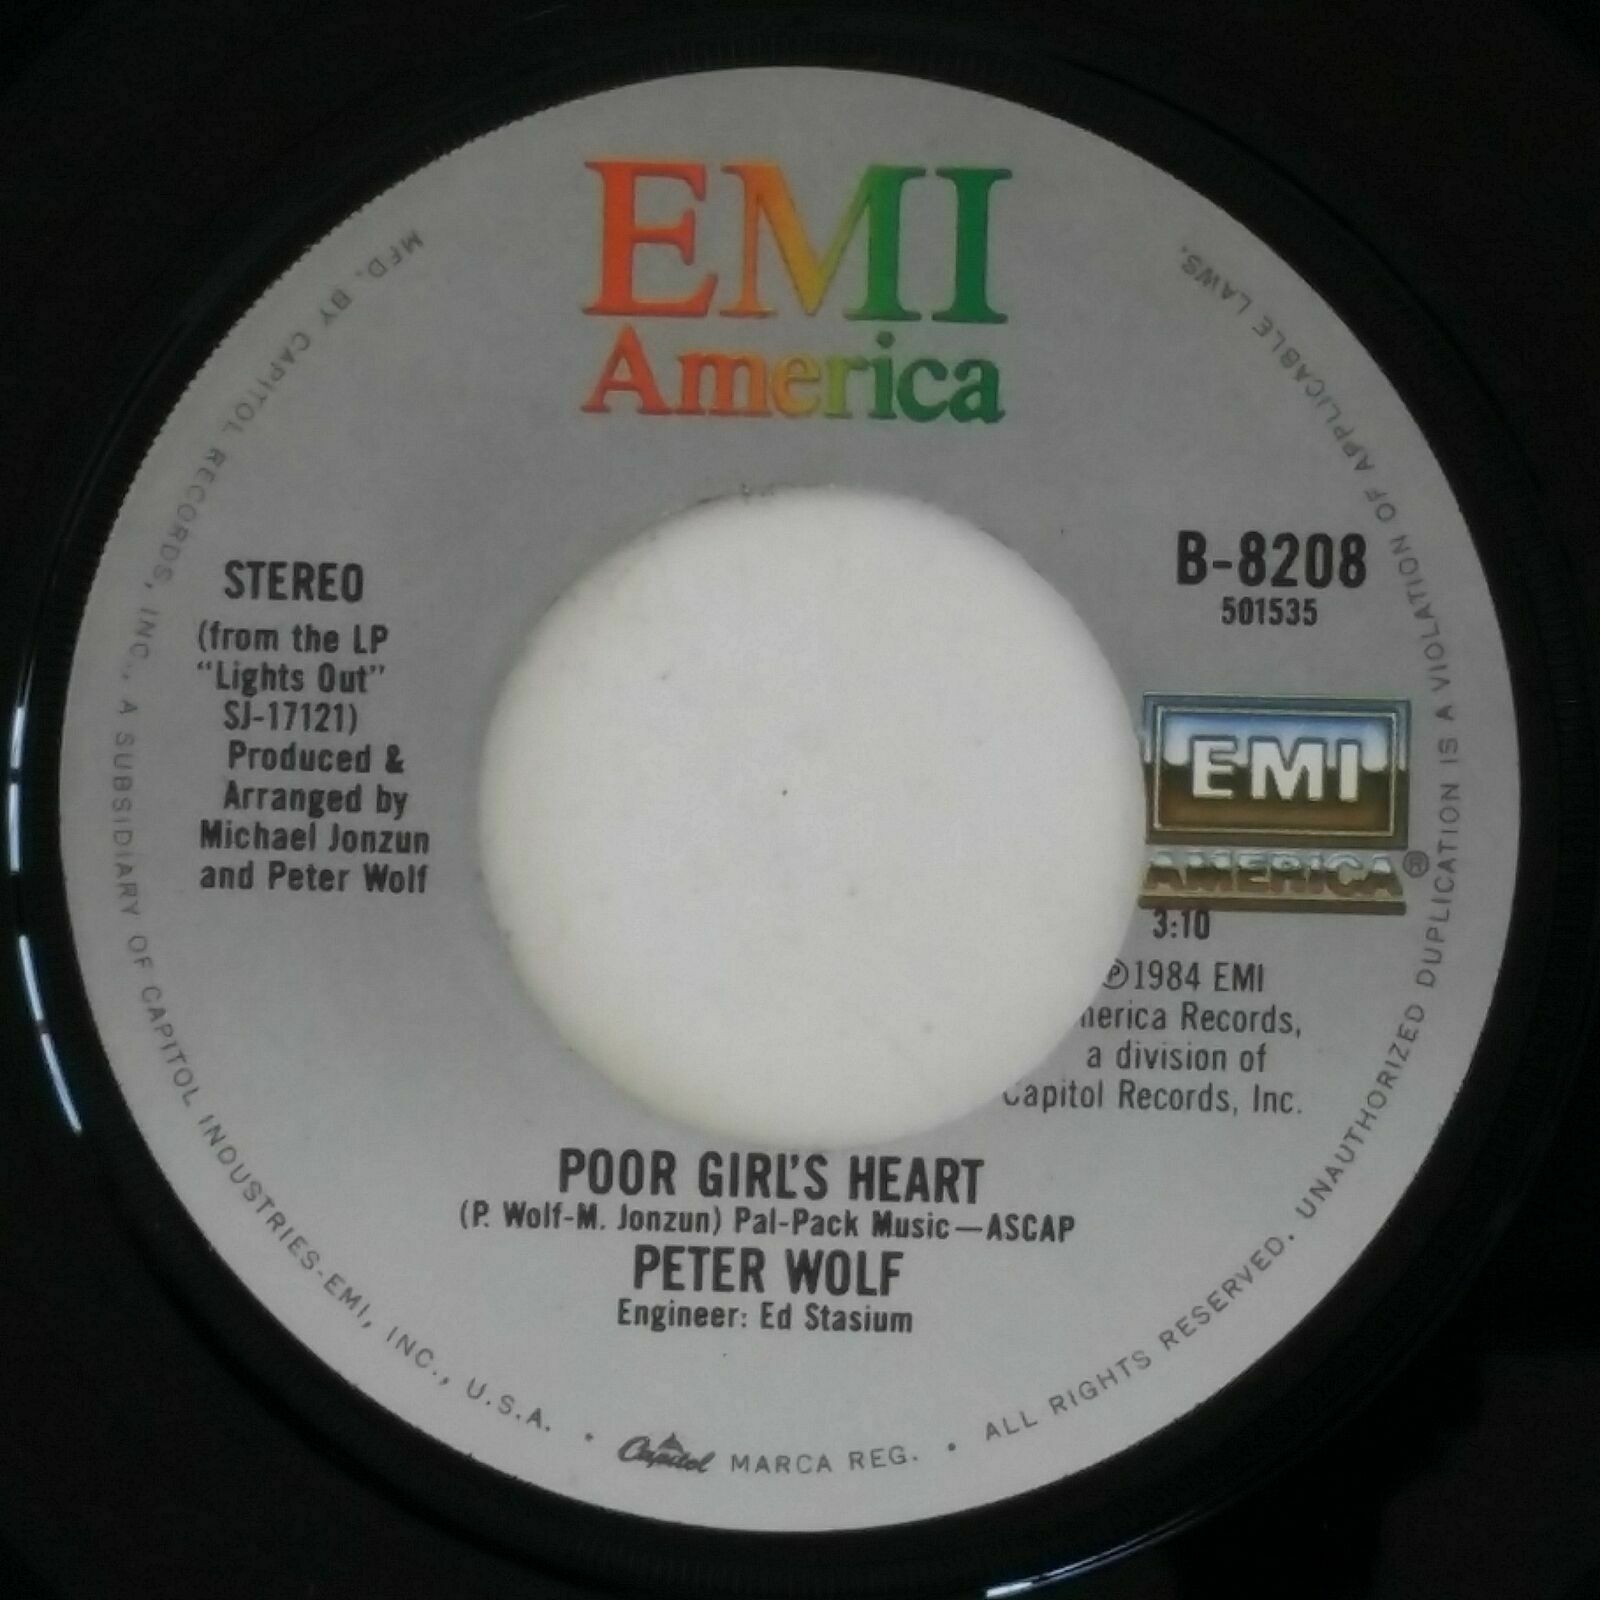 EMI
America
STEREO
(from the LP
"Lights Out"
SJ-17121)
Produced &
Arranged by
Michael Jonzun
and Peter Wolf
B-8208
501535
EMI
AMERICA®
3:10
℗1984 EMI
merica Records,
a division of
Capitol Records, Inc.
POOR GIRL'S HEART
(P. Wolf-M. Jonzun) Pal-Pack Music—ASCAP
PETER WOLF
Engineer: Ed Stasium
MFD. BY CAPITOL RECORDS, INC., A SUBSIDIARY OF CAPITOL INDUSTRIES-EMI, INC., U.S.A. • Capitol MARCA REG. • ALL RIGHTS RESERVED. UNAUTHORIZED DUPLICATION IS A VIOLATION OF APPLICABLE LAWS.